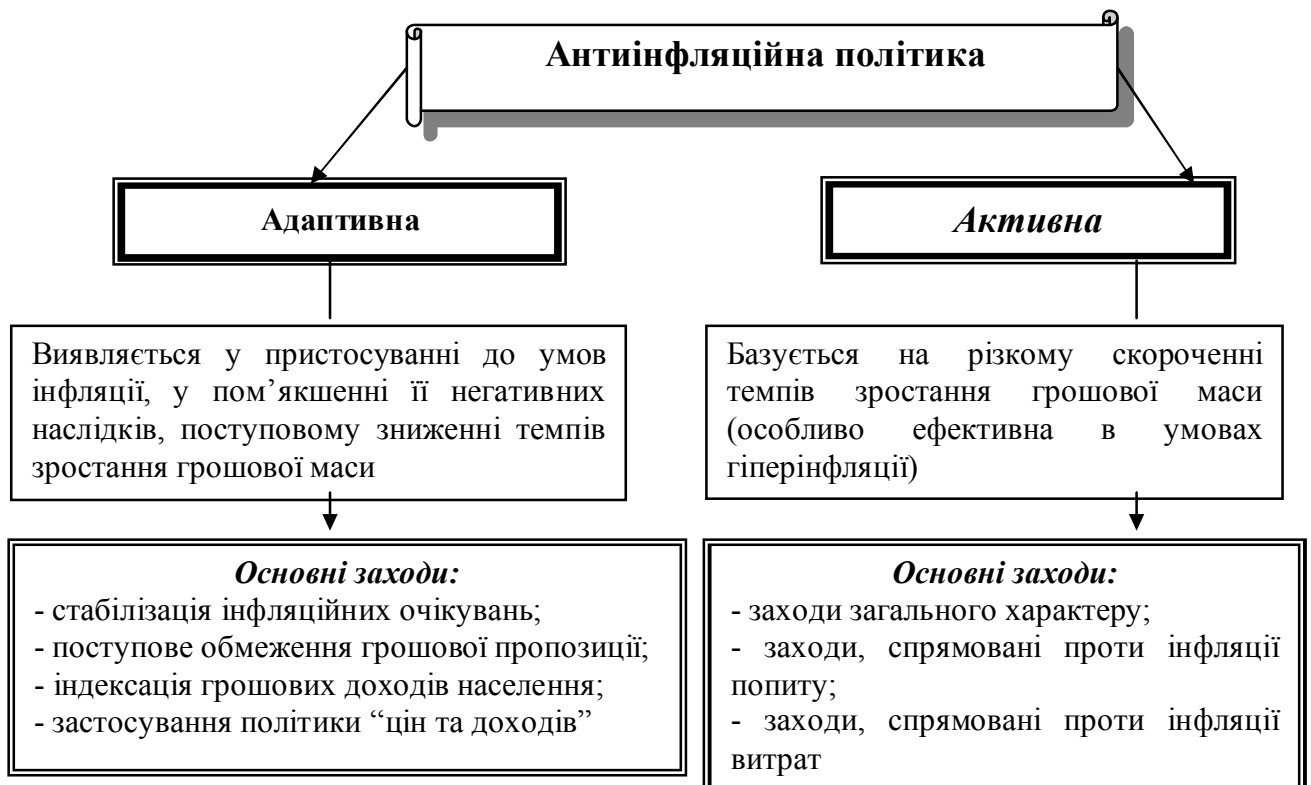 Антиінфляційна політика
Адаптивна
Активна
Виявляється у пристосуванні до умов
інфляції, у пом’якшенні її негативних
наслідків, поступовому зниженні темпів
зростання грошової маси
Базується на різкому скороченні
темпів зростання грошової маси
(особливо ефективна в умовах
гіперінфляції)
Основні заходи:
- стабілізація інфляційних очікувань;
- поступове обмеження грошової пропозиції;
- індексація грошових доходів населення;
- застосування політики “цін та доходів”
Основні заходи:
- заходи загального характеру;
- заходи, спрямовані проти інфляції
попиту;
- заходи, спрямовані проти інфляції
витрат